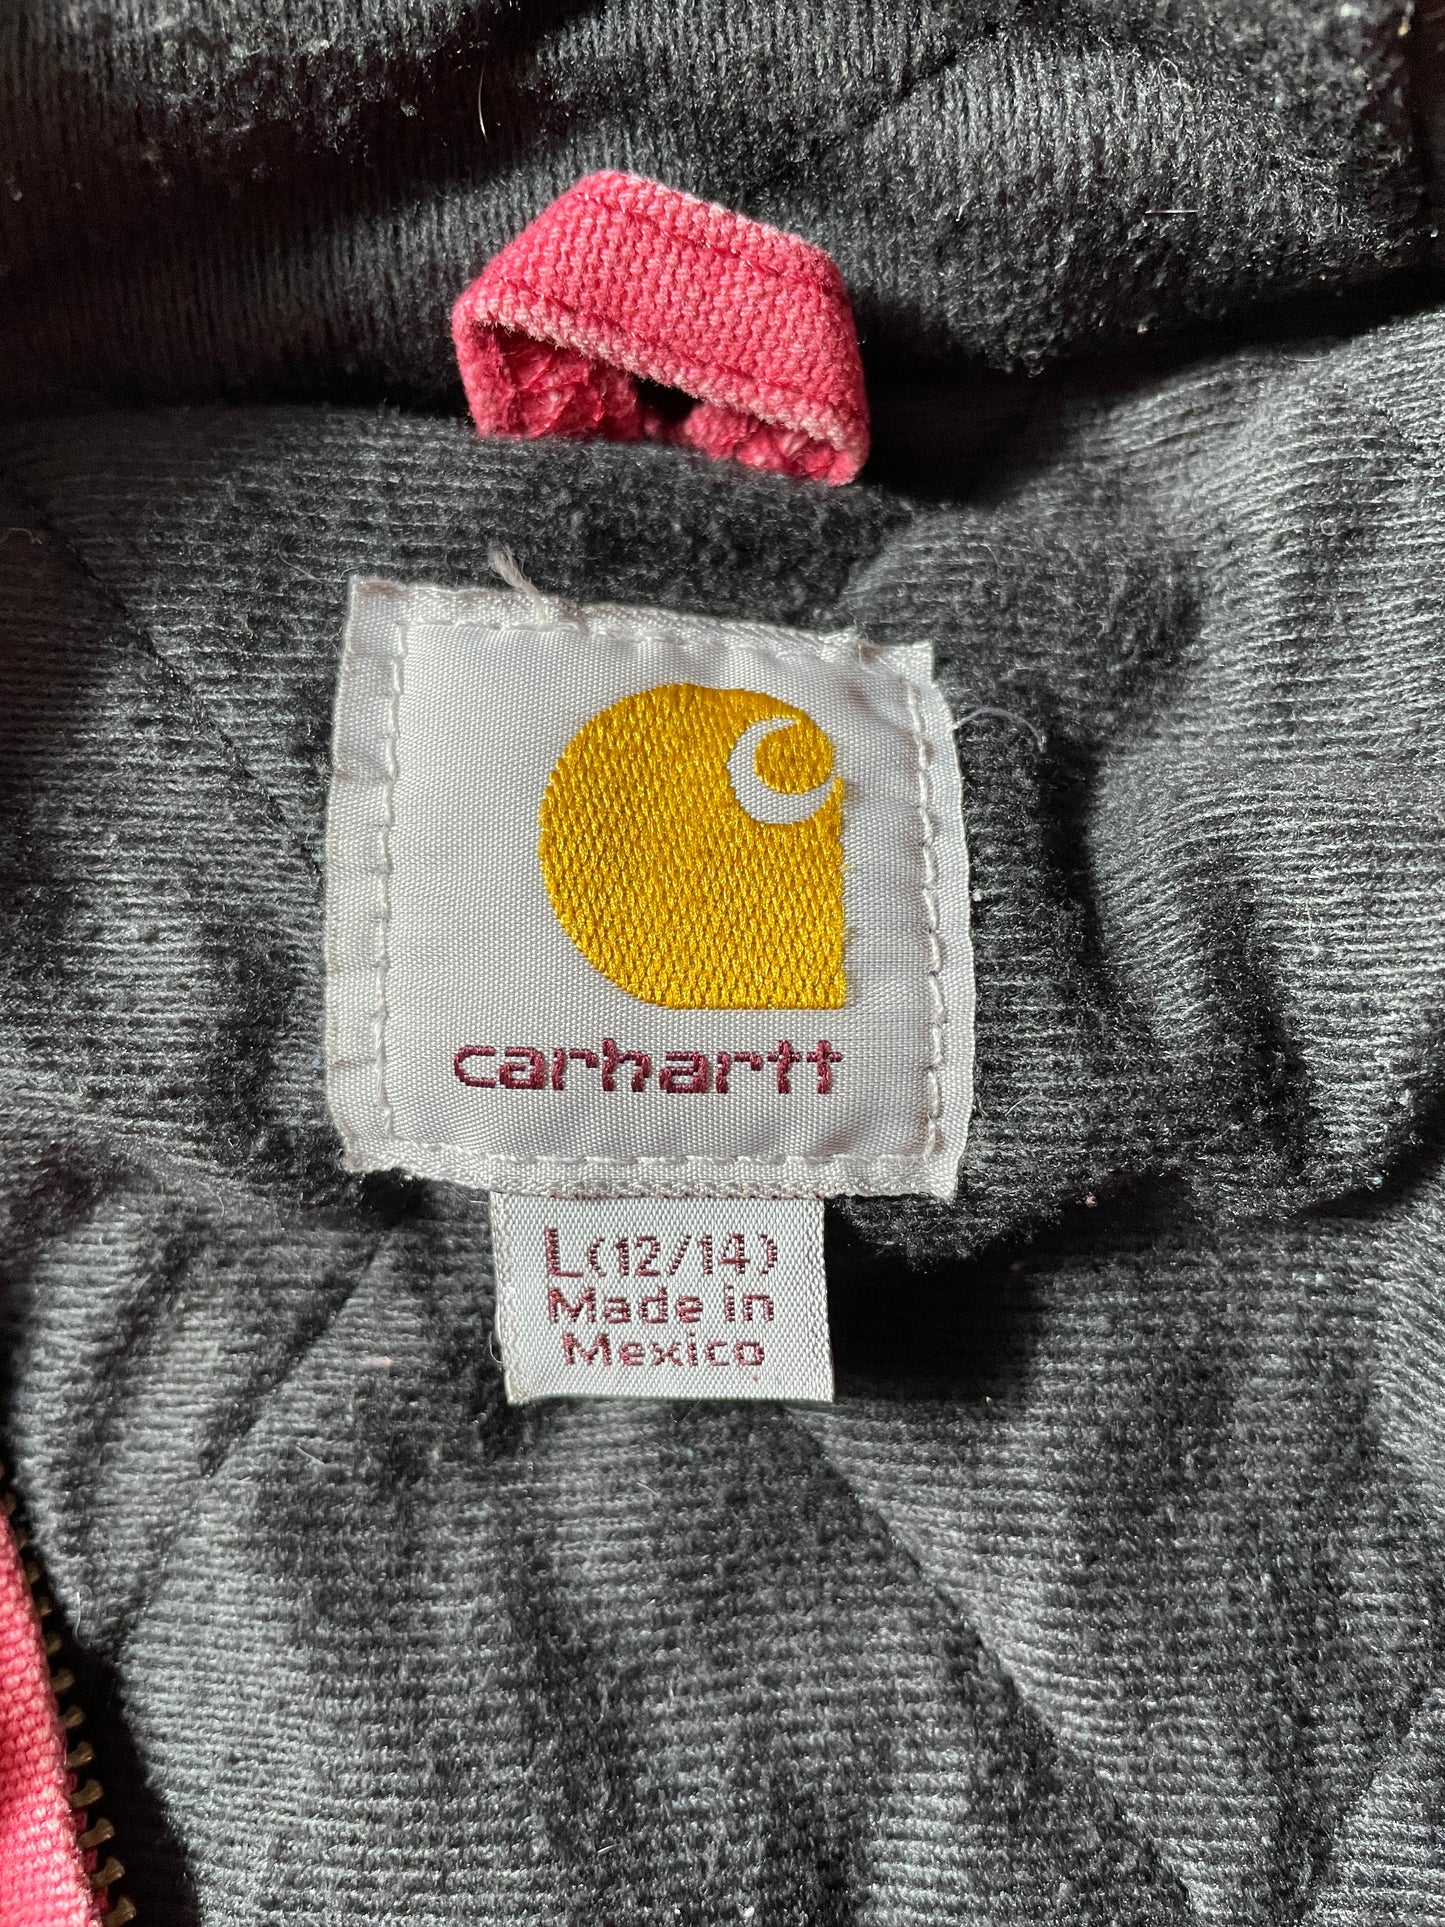 carhartt
L(12/14)
Made in
Mexico